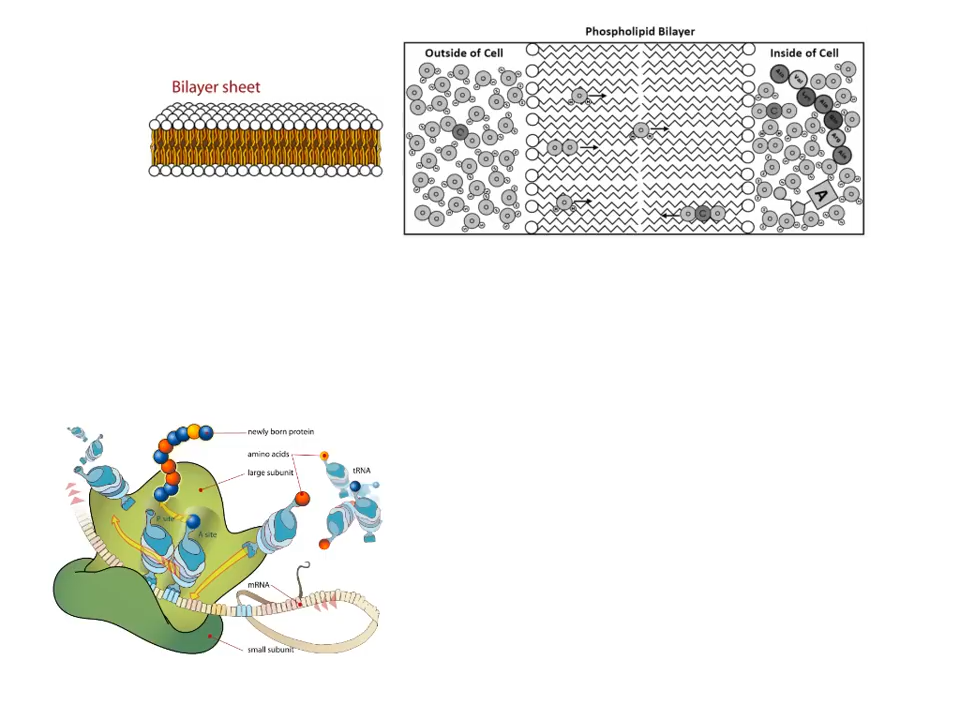 Phospholipid Bilayer
Outside of Cell
Inside of Cell
Bilayer sheet
C
C
C
A
newly born protein
amino acids
large subunit
tRNA
P site
A site
mRNA
small subunit